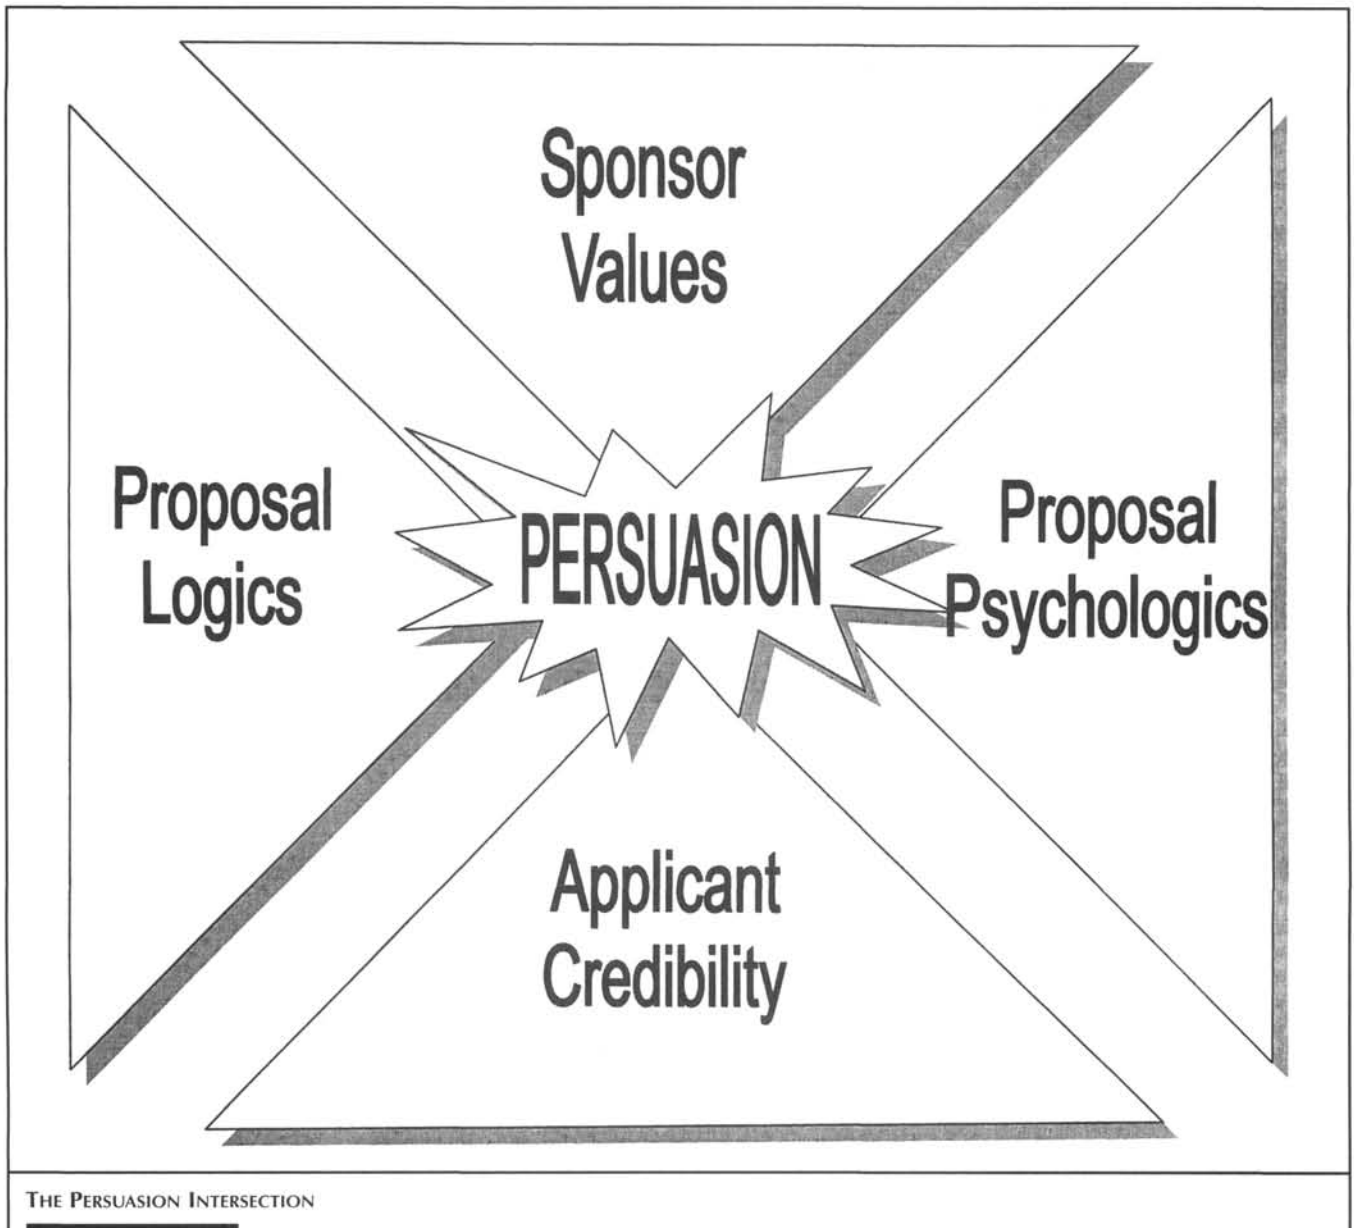 Sponsor
Values
Proposal
Logics
PERSUASION
Proposal
Psychologics
Applicant
Credibility
THE PERSUASION INTERSECTION